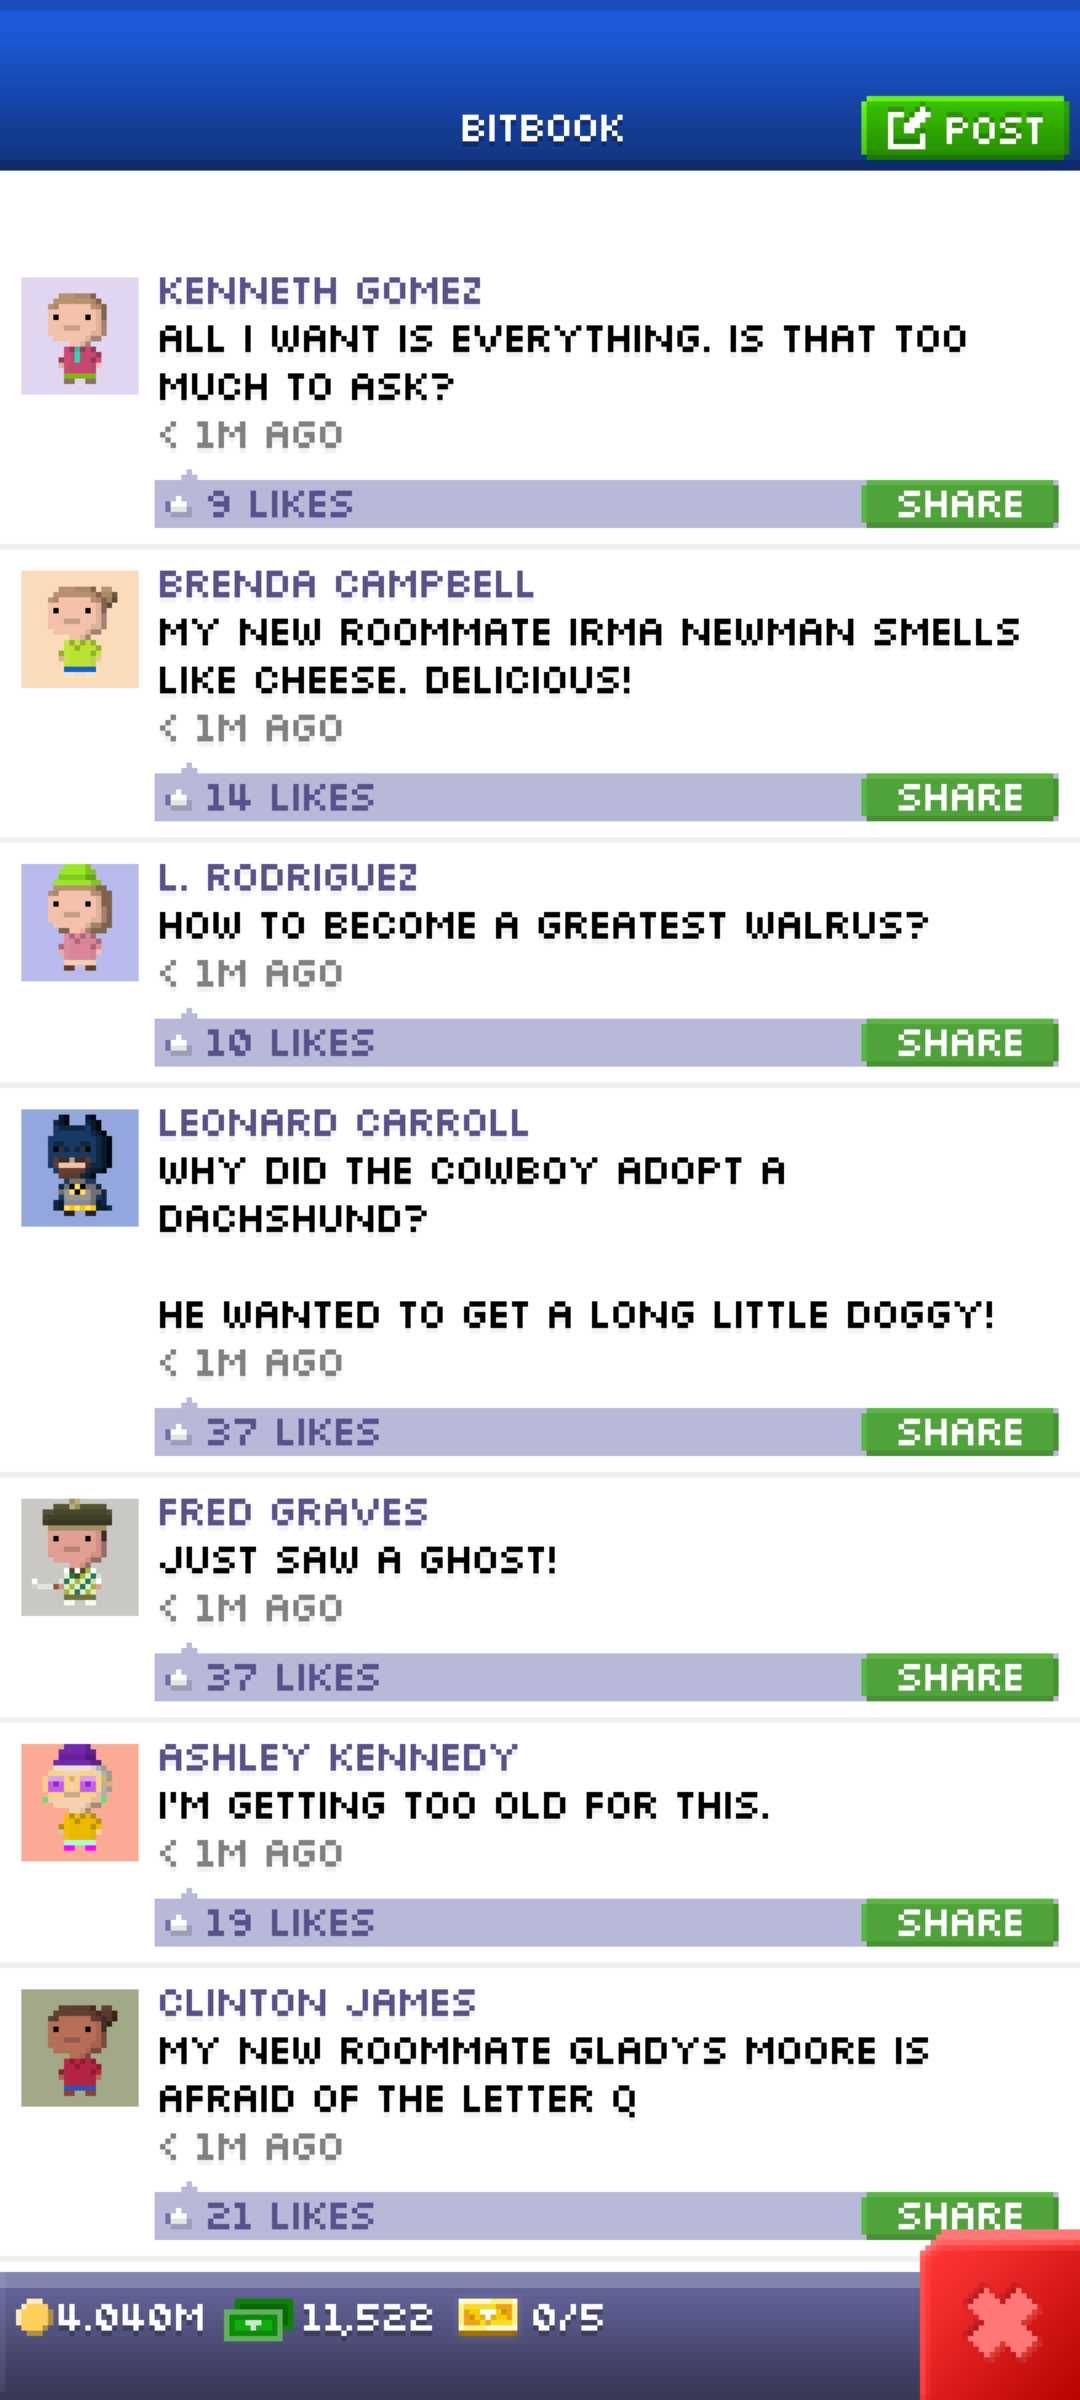 BITBOOK
POST
KENNETH GOMEZ
ALL I WANT IS EVERYTHING. IS THAT TOO
MUCH TO ASK?
< 1M AGO
9 LIKES
SHARE
BRENDA CAMPBELL
MY NEW ROOMMATE IRMA NEWMAN SMELLS
LIKE CHEESE. DELICIOUS!
< 1M AGO
14 LIKES
SHARE
L. RODRIGUEZ
HOW TO BECOME A GREATEST WALRUS?
< 1M AGO
10 LIKES
SHARE
LEONARD CARROLL
WHY DID THE COWBOY ADOPT A
DACHSHUND?
HE WANTED TO GET A LONG LITTLE DOGGY!
< 1M AGO
37 LIKES
SHARE
FRED GRAVES
JUST SAW A GHOST!
< 1M AGO
37 LIKES
SHARE
ASHLEY KENNEDY
I'M GETTING TOO OLD FOR THIS.
< 1M AGO
19 LIKES
SHARE
CLINTON JAMES
MY NEW ROOMMATE GLADYS MOORE IS
AFRAID OF THE LETTER Q
< 1M AGO
21 LIKES
SHARE
4.040M 11,522 0/5